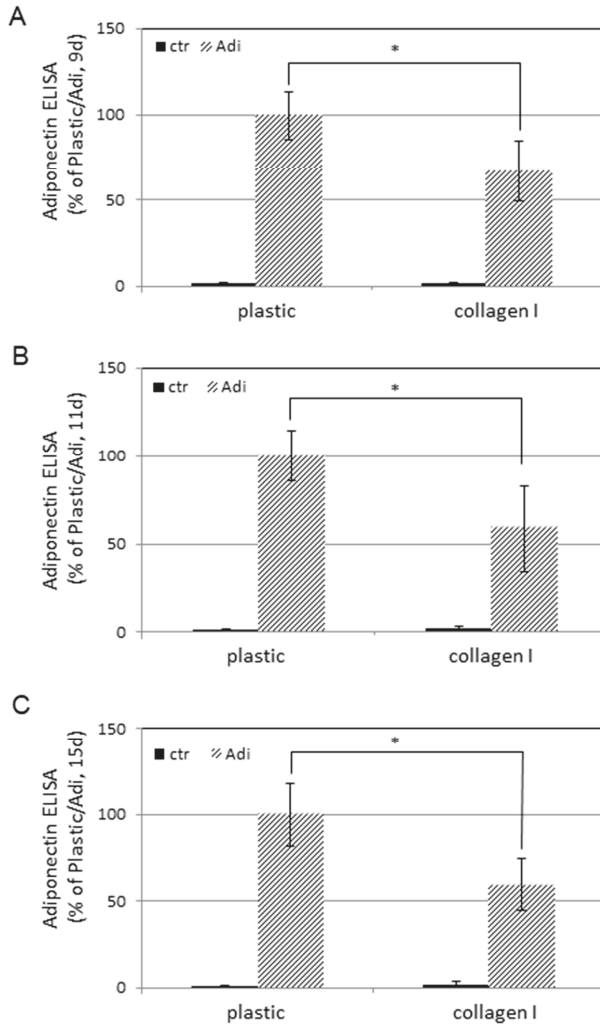 A
Adiponectin ELISA
(% of Plastic/Adi, 9d)
150
100
50
0
ctr Adi
*
plastic collagen I
B
Adiponectin ELISA
(% of Plastic/Adi, 11d)
150
100
50
0
ctr Adi
*
plastic collagen I
C
Adiponectin ELISA
(% of Plastic/Adi, 15d)
150
100
50
0
ctr Adi
*
plastic collagen I